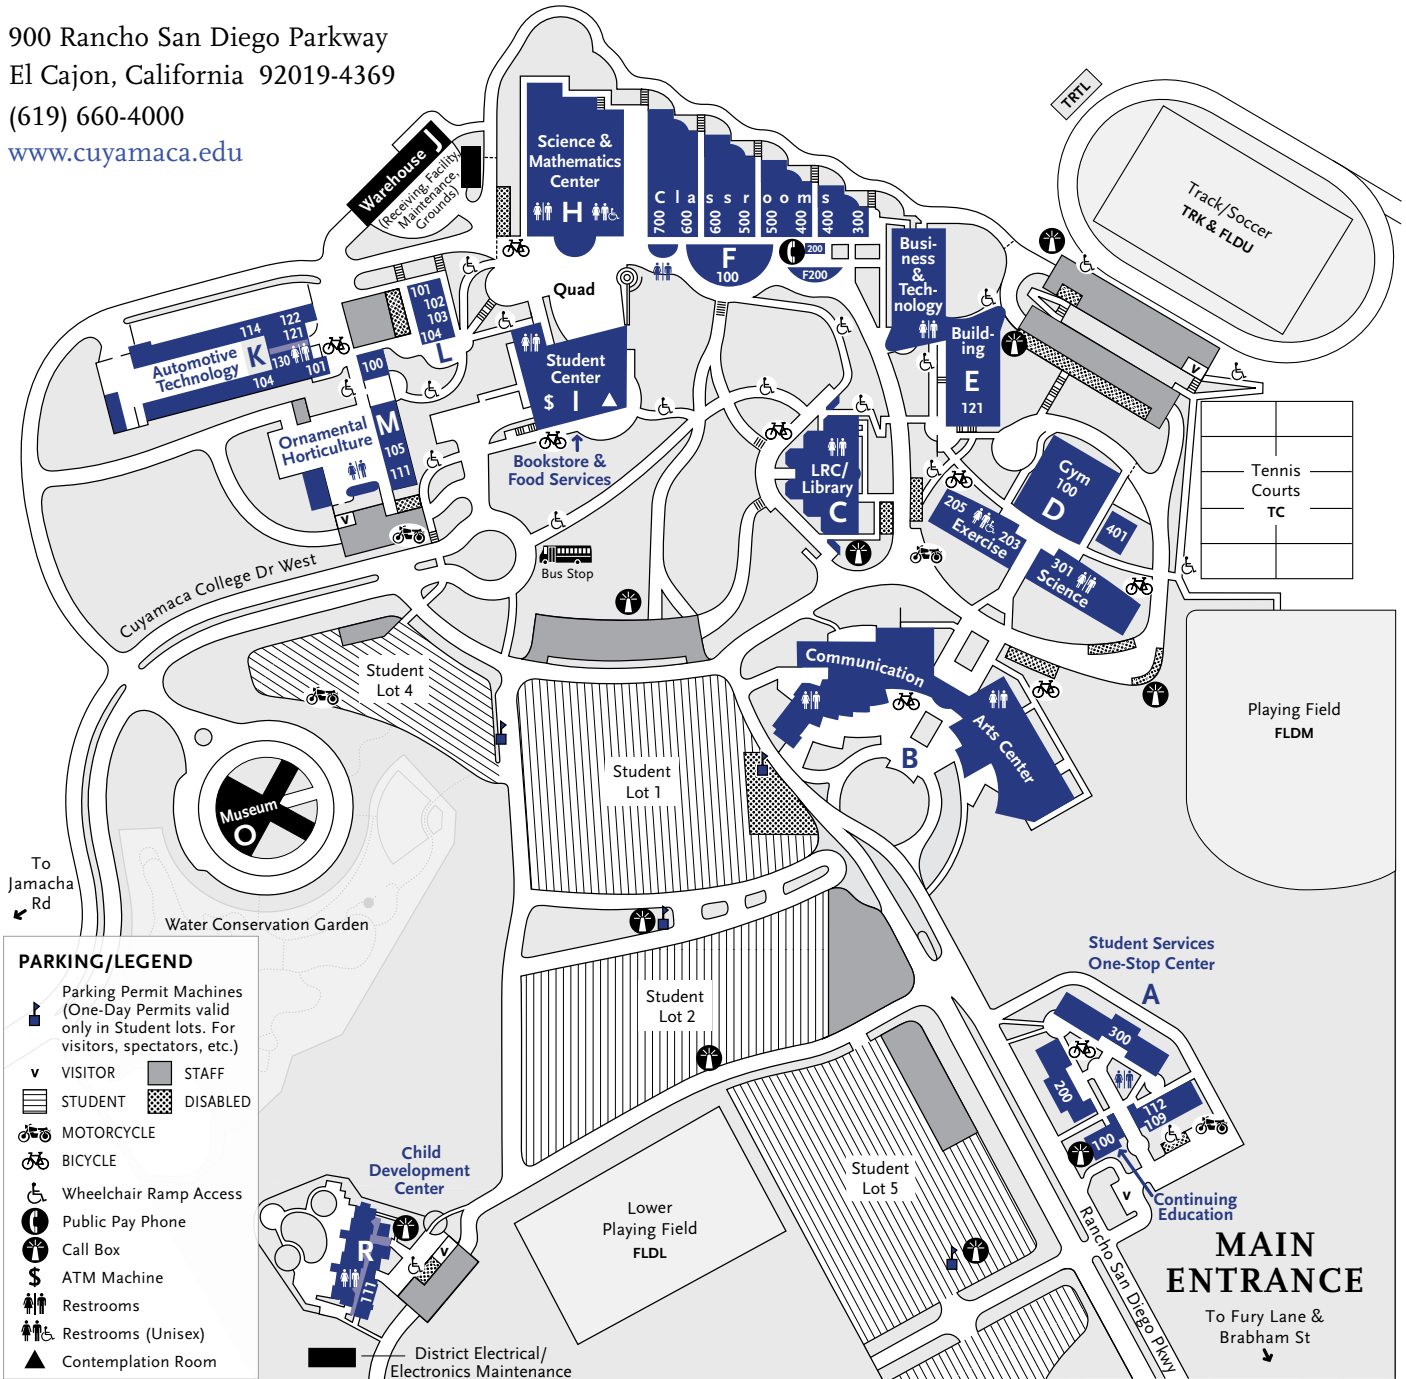 900 Rancho San Diego Parkway
El Cajon, California 92019-4369
(619) 660-4000
www.cuyamaca.edu
TRTL
Track/Soccer
TRK & FLDU
Warehouse J
(Receiving, Facility,
Maintenance,
Grounds)
Science &
Mathematics
Center
H
Classrooms
700
600
600
500
500
400
400
300
F
100
200
F200
Quad
Busi-
ness
&
Tech-
nology
Build-
ing
E
121
101
102
103
104
L
114
122
121
Automotive
Technology
K
130
101
104
100
M
Ornamental
Horticulture
105
111
V
Student
Center
$ I
Bookstore &
Food Services
LRC/
Library
C
Gym
100
D
401
205
203
Exercise
301
Science
V
Tennis
Courts
TC
Bus Stop
Cuyamaca College Dr West
Student
Lot 4
Communication
Arts Center
B
Playing Field
FLDM
Student
Lot 1
Museum
O
To
Jamacha
Rd
Water Conservation Garden
Student
Lot 2
Student Services
One-Stop Center
A
300
200
112
109
100
V
Continuing
Education
Rancho San Diego Pkwy
MAIN
ENTRANCE
To Fury Lane &
Brabham St
Student
Lot 5
Lower
Playing Field
FLDL
Child
Development
Center
R
111
V
District Electrical/
Electronics Maintenance
PARKING/LEGEND
Parking Permit Machines
(One-Day Permits valid
only in Student lots. For
visitors, spectators, etc.)
V VISITOR
STAFF
STUDENT
DISABLED
MOTORCYCLE
BICYCLE
Wheelchair Ramp Access
Public Pay Phone
Call Box
$ ATM Machine
Restrooms
Restrooms (Unisex)
Contemplation Room